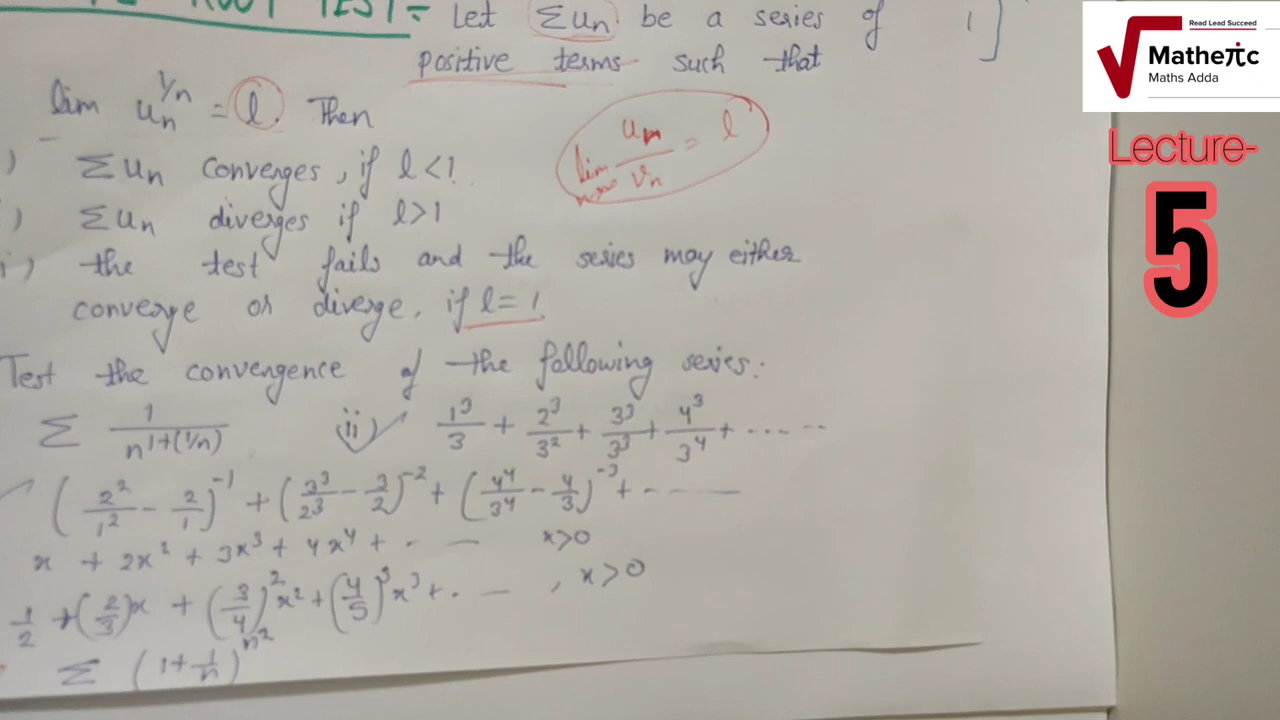 ROOT TEST:- Let Σuₙ be a series of 1]
positive terms such that
lim uₙ^(1/n) = l. Then
) Σuₙ converges, if l<1.
) Σuₙ diverges if l>1
i) the test fails and the series may either
converge or diverge, if l=1.
lim n→∞ uₙ/vₙ = l
Test the convergence of the following series:
Σ 1/n^(1+(1/n)) ii) 1³/3 + 2³/3² + 3³/3³ + 4³/3⁴ + ........
(2²/1² - 2/1)⁻¹ + (3³/2³ - 3/2)⁻² + (4⁴/3⁴ - 4/3)⁻³ + - - - -
x + 2x² + 3x³ + 4x⁴ + . - - x>0
1/2 + (2/3)x + (3/4)²x² + (4/5)³x³ + . - - , x>0
Σ (1+1/n)^(n²)
Read Lead Succeed
Matheπc
Maths Adda
Lecture-
5